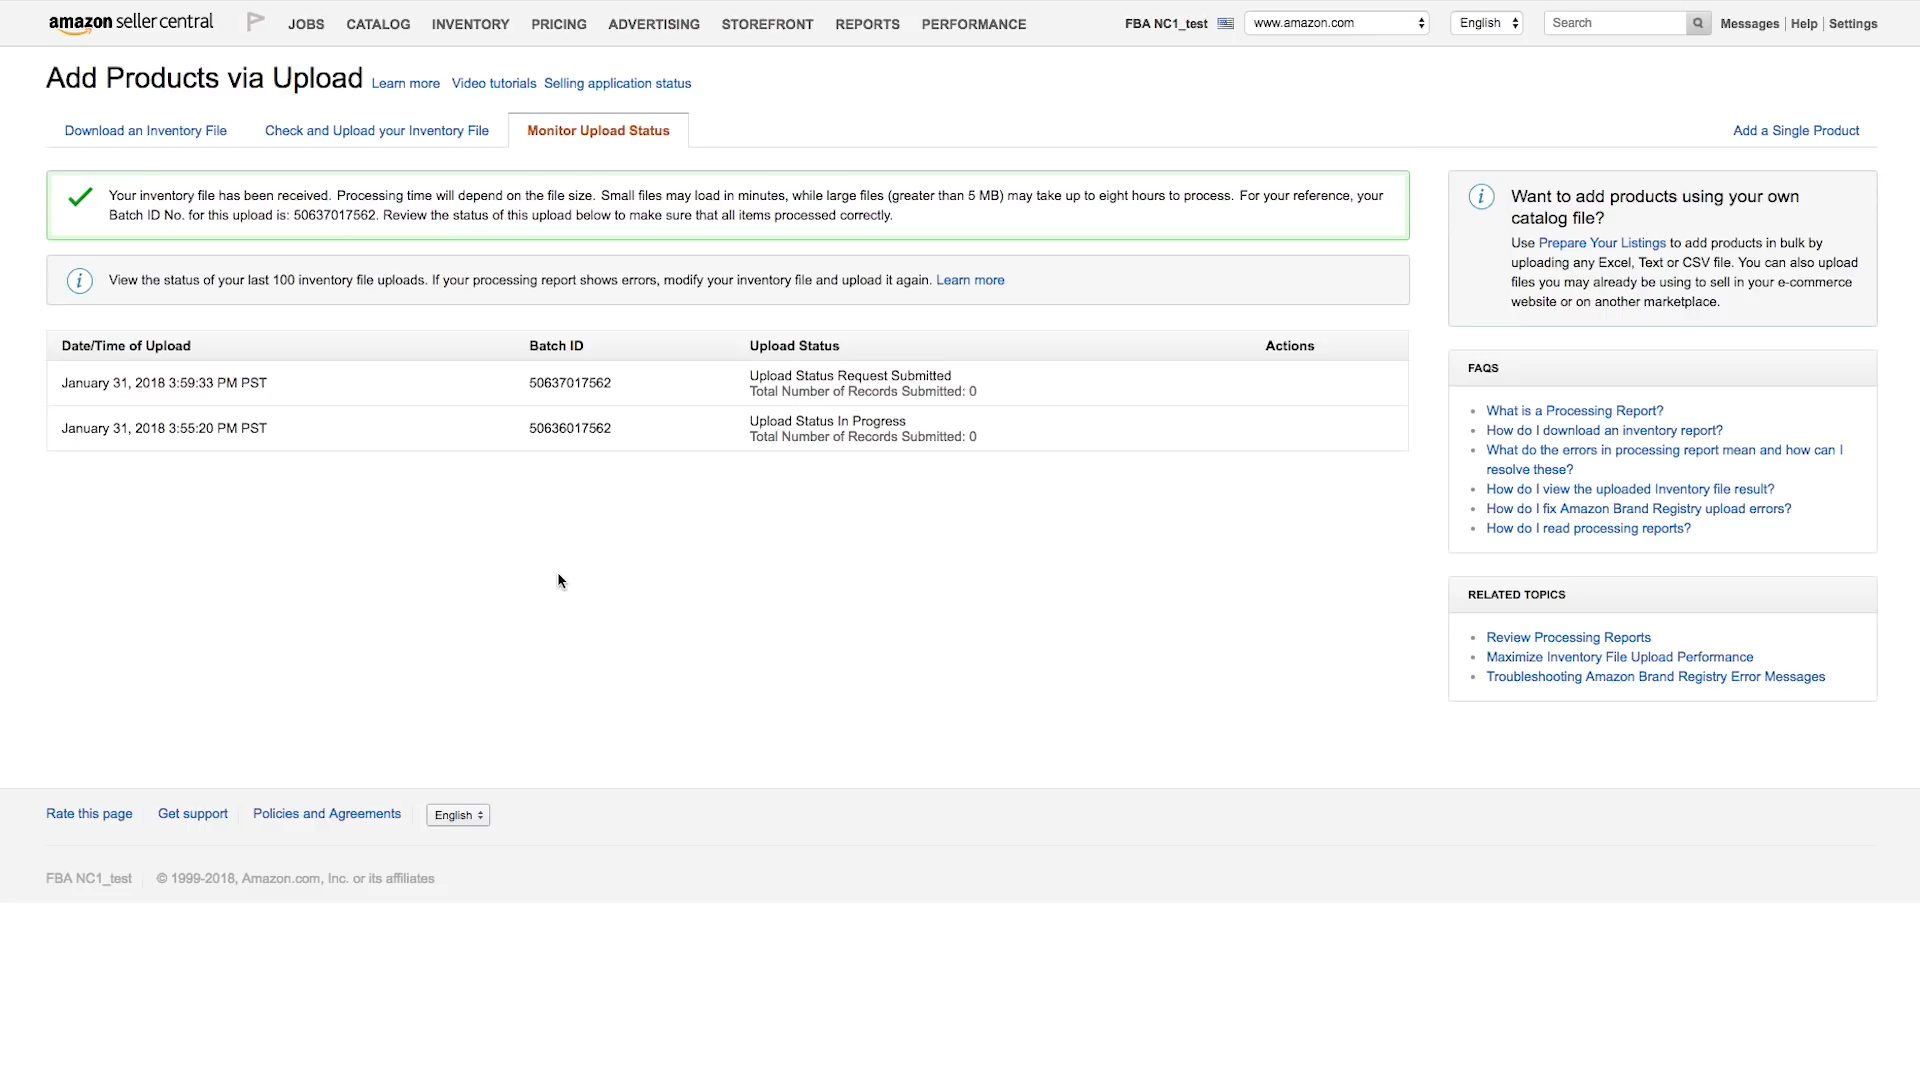 amazon seller central
JOBS CATALOG INVENTORY PRICING ADVERTISING STOREFRONT REPORTS PERFORMANCE
FBA NC1_test www.amazon.com English Search Messages | Help | Settings
Add Products via Upload Learn more Video tutorials Selling application status
Download an Inventory File Check and Upload your Inventory File Monitor Upload Status Add a Single Product
Your inventory file has been received. Processing time will depend on the file size. Small files may load in minutes, while large files (greater than 5 MB) may take up to eight hours to process. For your reference, your
Batch ID No. for this upload is: 50637017562. Review the status of this upload below to make sure that all items processed correctly.
View the status of your last 100 inventory file uploads. If your processing report shows errors, modify your inventory file and upload it again. Learn more
Date/Time of Upload Batch ID Upload Status Actions
January 31, 2018 3:59:33 PM PST 50637017562 Upload Status Request Submitted
Total Number of Records Submitted: 0
January 31, 2018 3:55:20 PM PST 50636017562 Upload Status In Progress
Total Number of Records Submitted: 0
Want to add products using your own
catalog file?
Use Prepare Your Listings to add products in bulk by
uploading any Excel, Text or CSV file. You can also upload
files you may already be using to sell in your e-commerce
website or on another marketplace.
FAQS
• What is a Processing Report?
• How do I download an inventory report?
• What do the errors in processing report mean and how can I
resolve these?
• How do I view the uploaded Inventory file result?
• How do I fix Amazon Brand Registry upload errors?
• How do I read processing reports?
RELATED TOPICS
• Review Processing Reports
• Maximize Inventory File Upload Performance
• Troubleshooting Amazon Brand Registry Error Messages
Rate this page Get support Policies and Agreements English
FBA NC1_test © 1999-2018, Amazon.com, Inc. or its affiliates